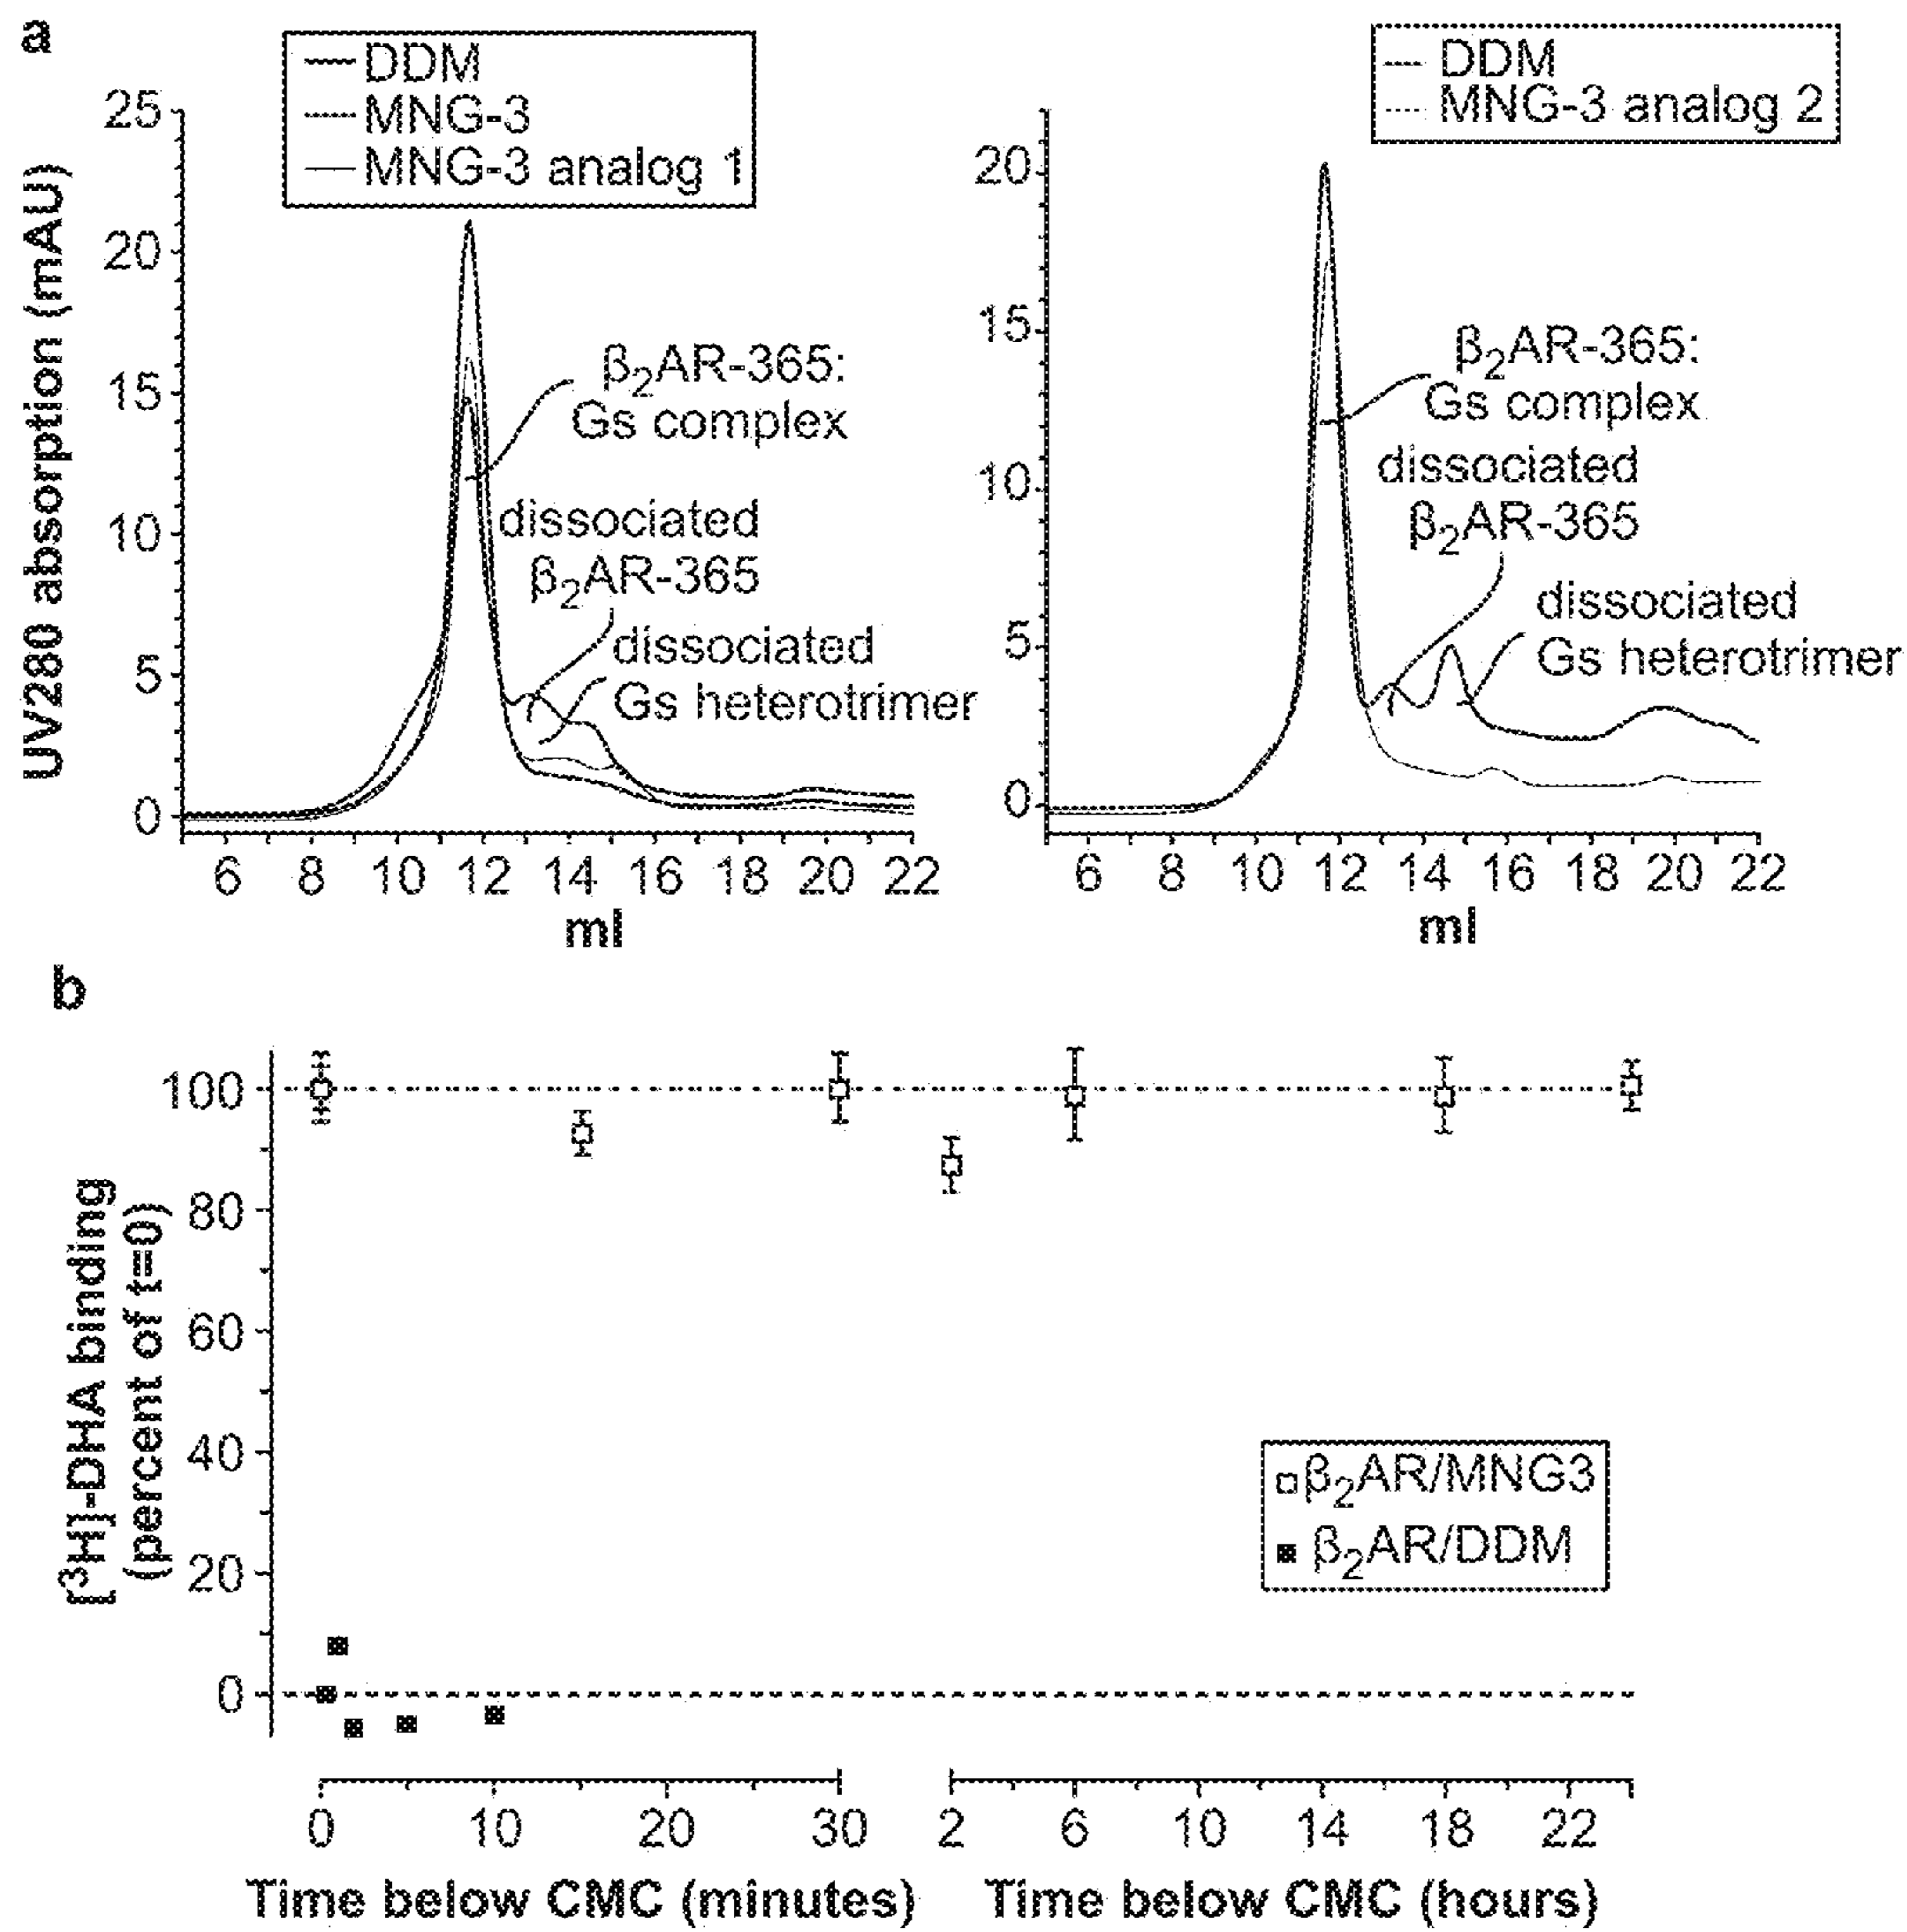 a
DDM
MNG-3
MNG-3 analog 1
UV280 absorption (mAU)
25
20
15
10
5
0
β2AR-365:
Gs complex
dissociated
β2AR-365
dissociated
Gs heterotrimer
6 8 10 12 14 16 18 20 22
ml
DDM
MNG-3 analog 2
20
15
10
5
0
β2AR-365:
Gs complex
dissociated
β2AR-365
dissociated
Gs heterotrimer
6 8 10 12 14 16 18 20 22
ml
b
[3H]-DHA binding
(percent of t=0)
100
80
60
40
20
0
β2AR/MNG3
β2AR/DDM
0 10 20 30 2 6 10 14 18 22
Time below CMC (minutes) Time below CMC (hours)